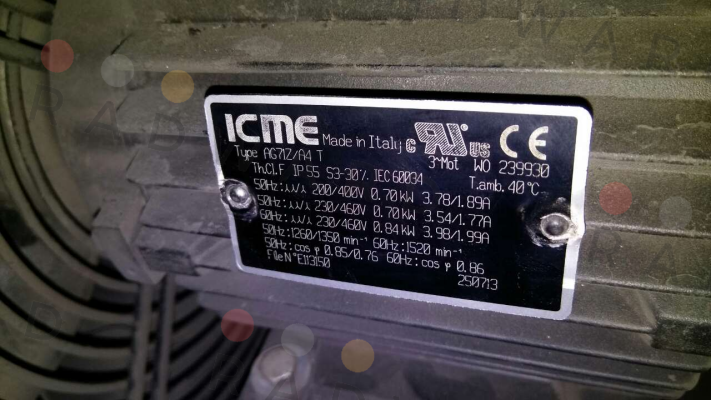 ICME Made in Italy c RU US CE
Type AG71Z/A4 T 3~Mot WO 239930
Th.Cl.F IP55 S3-30% IEC60034 T.amb. 40°C
50Hz:⅄/⅄ 200/400V 0.70kW 3.78/1.89A
50Hz:⅄/⅄ 230/460V 0.70kW 3.54/1.77A
60Hz:⅄/⅄ 230/460V 0.84kW 3.98/1.99A
50Hz:1260/1350 min⁻¹ 60Hz:1520 min⁻¹
50Hz:cos φ 0.85/0.76 60Hz:cos φ 0.86
File N°E113150 250713